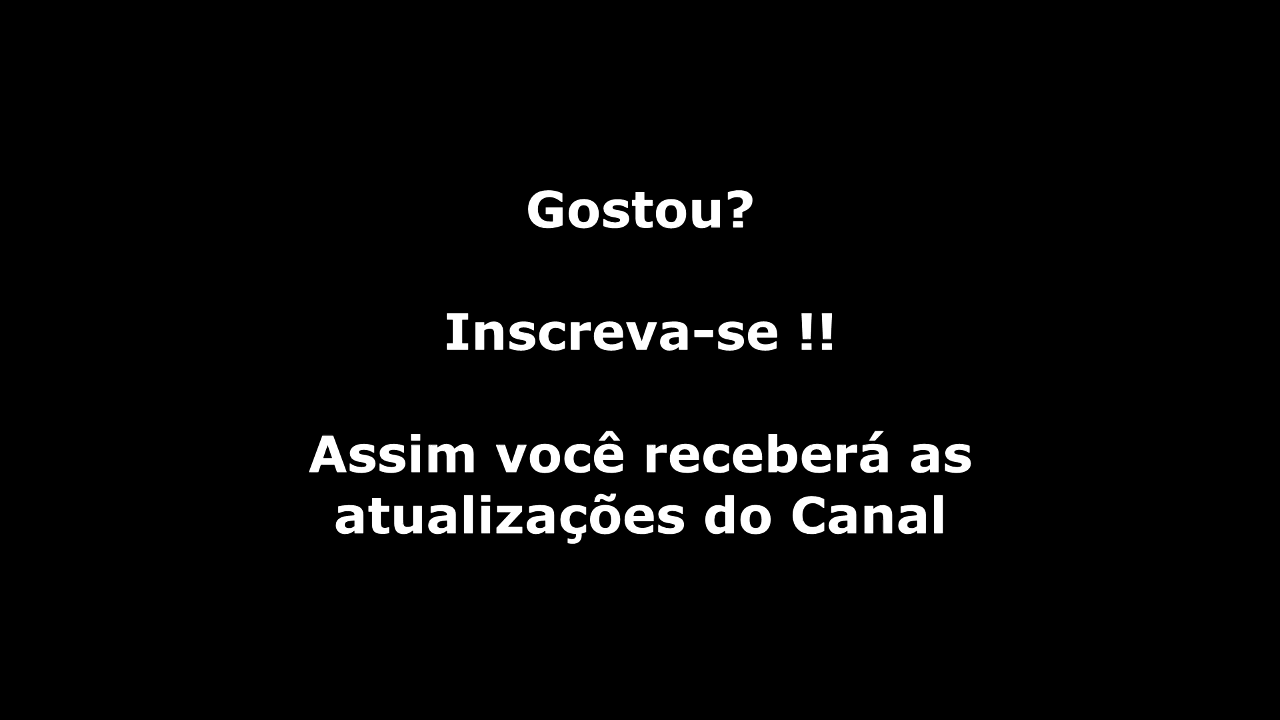 Gostou?
Inscreva-se !!
Assim você receberá as
atualizações do Canal